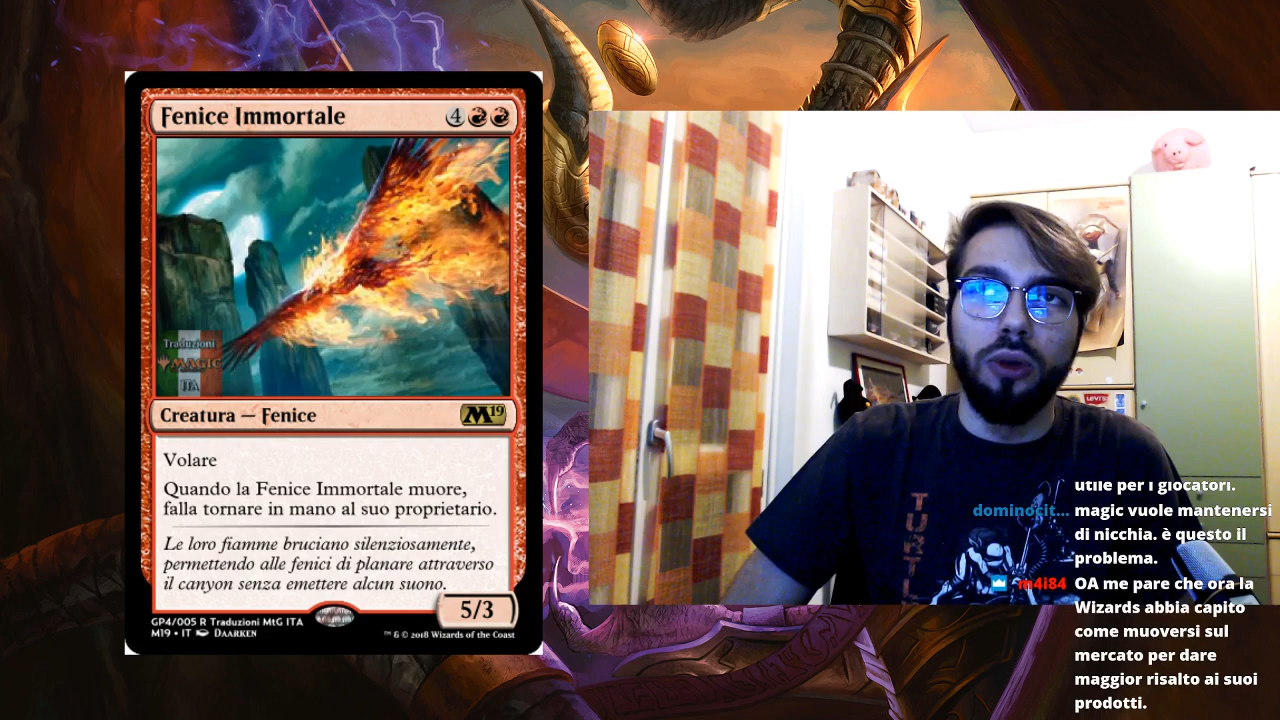 Fenice Immortale
4
Traduzioni
MAGIC
ITA
Creatura — Fenice
M19
Volare
Quando la Fenice Immortale muore,
falla tornare in mano al suo proprietario.
Le loro fiamme bruciano silenziosamente,
permettendo alle fenici di planare attraverso
il canyon senza emettere alcun suono.
5/3
GP4/005 R Traduzioni MtG ITA
M19 • IT Daarken
™ & © 2018 Wizards of the Coast
LEVI'S
utile per i giocatori.
dominocit... magic vuole mantenersi
di nicchia. è questo il
problema.
m4i84 OA me pare che ora la
Wizards abbia capito
come muoversi sul
mercato per dare
maggior risalto ai suoi
prodotti.